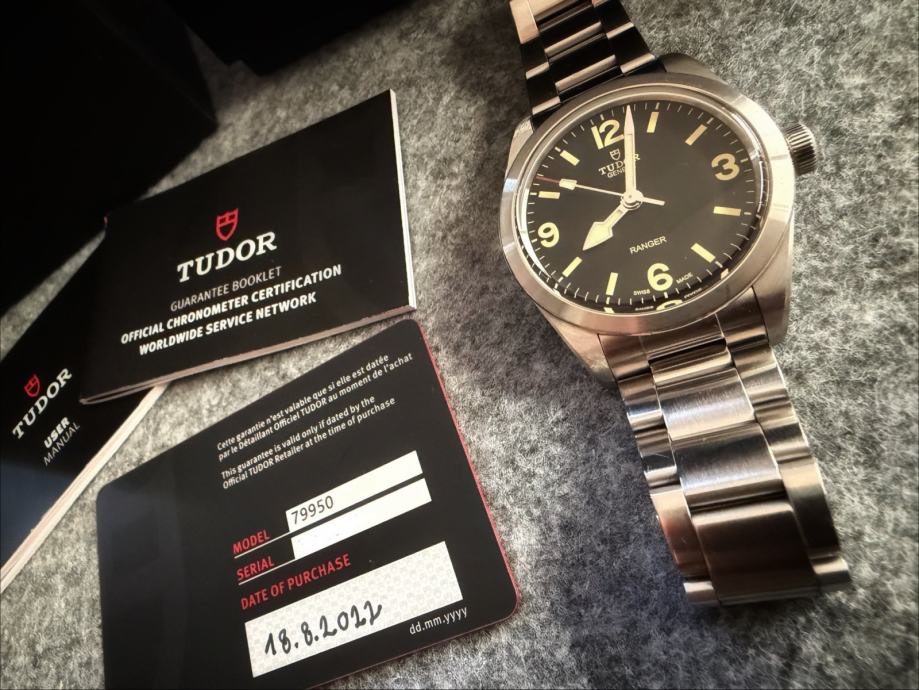 TUDOR
GUARANTEE BOOKLET
OFFICIAL CHRONOMETER CERTIFICATION
WORLDWIDE SERVICE NETWORK
TUDOR
USER
MANUAL
Cette garantie n'est valable que si elle est datée
par le Détaillant Officiel TUDOR au moment de l'achat
This guarantee is valid only if dated by the
Official TUDOR Retailer at the time of purchase
MODEL 79950
SERIAL
DATE OF PURCHASE
18.8.2022
dd.mm.yyyy
12
3
6
9
TUDOR
RANGER
SWISS MADE